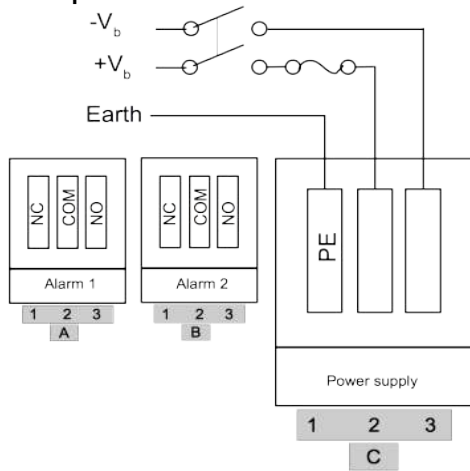 -Vb
+Vb
Earth
NC COM NO
NC COM NO
PE
Alarm 1
Alarm 2
1 2 3
A
1 2 3
B
Power supply
1 2 3
C